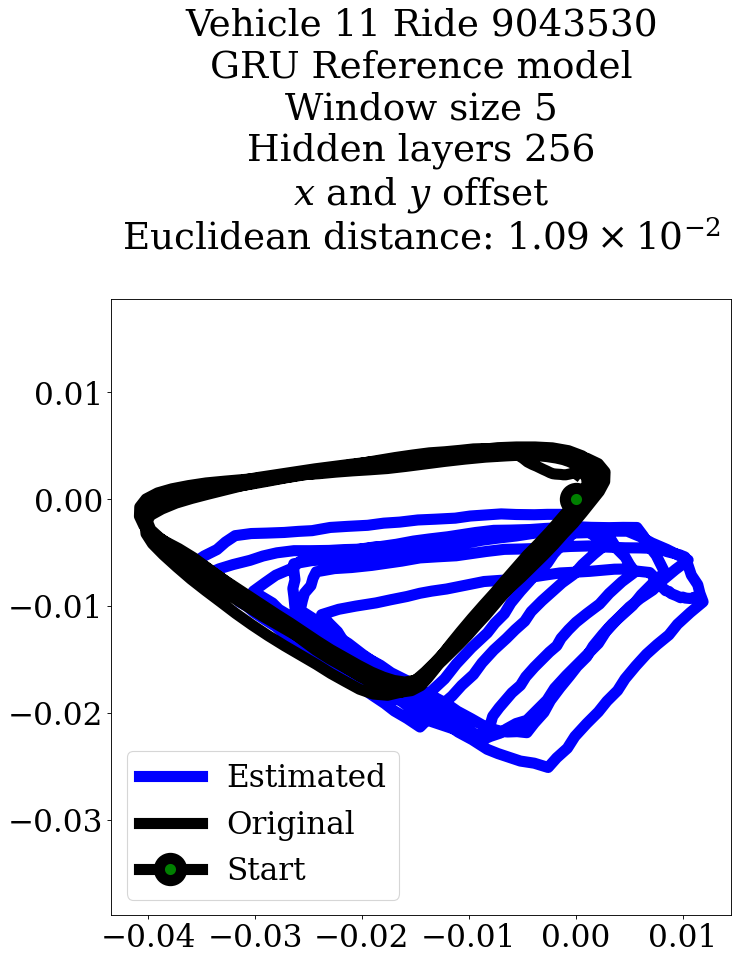 Vehicle 11 Ride 9043530
GRU Reference model
Window size 5
Hidden layers 256
x and y offset
Euclidean distance: 1.09 × 10⁻²
0.01
0.00
−0.01
−0.02
−0.03
Estimated
Original
Start
−0.04 −0.03 −0.02 −0.01 0.00 0.01